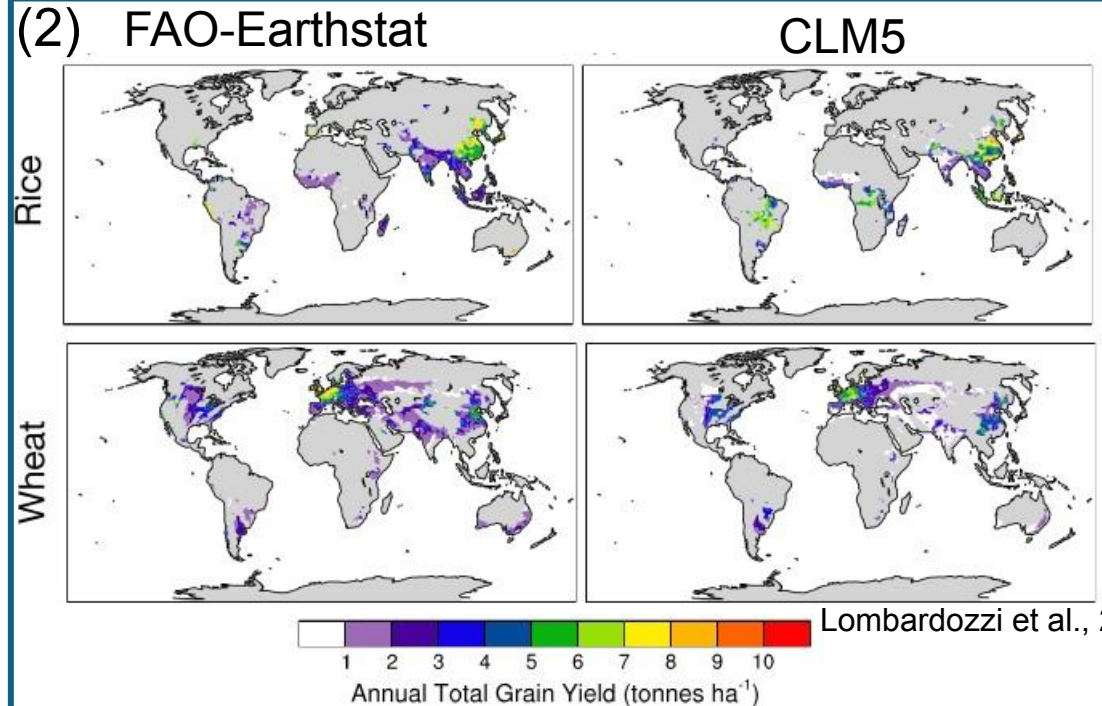 (2) FAO-Earthstat CLM5
Rice
Wheat
Lombardozzi et al.,
1 2 3 4 5 6 7 8 9 10
Annual Total Grain Yield (tonnes ha⁻¹)